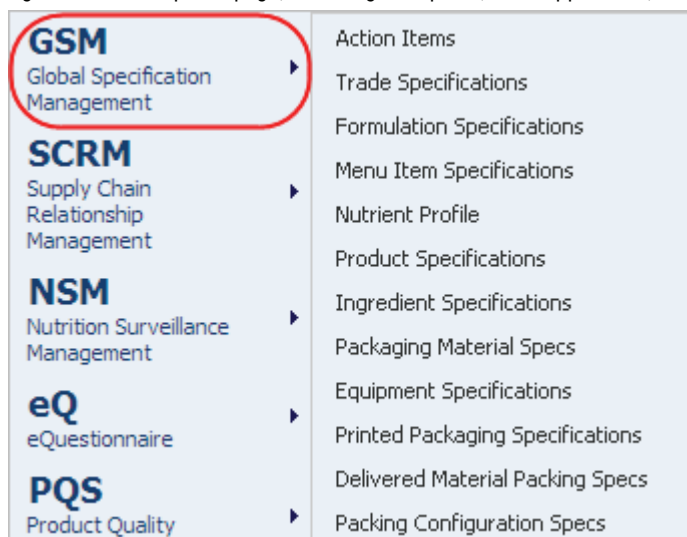 GSM
Global Specification
Management
SCRM
Supply Chain
Relationship
Management
NSM
Nutrition Surveillance
Management
eQ
eQuestionnaire
PQS
Product Quality
Action Items
Trade Specifications
Formulation Specifications
Menu Item Specifications
Nutrient Profile
Product Specifications
Ingredient Specifications
Packaging Material Specs
Equipment Specifications
Printed Packaging Specifications
Delivered Material Packing Specs
Packing Configuration Specs